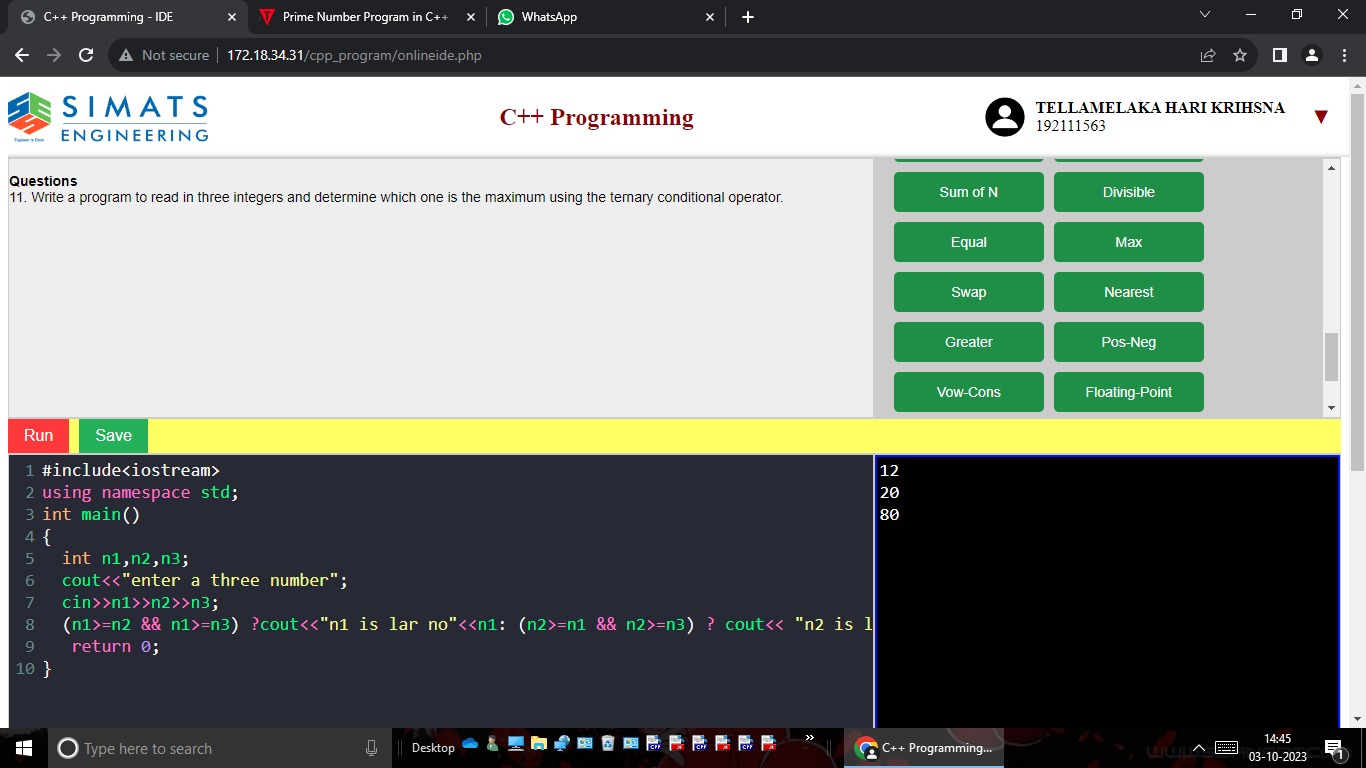 C++ Programming - IDE
Prime Number Program in C++
WhatsApp
Not secure
172.18.34.31/cpp_program/onlineide.php
SIMATS
ENGINEERING
Engineer to Excel
C++ Programming
TELLAMELAKA HARI KRIHSNA
192111563
Questions
11. Write a program to read in three integers and determine which one is the maximum using the ternary conditional operator.
Sum of N
Divisible
Equal
Max
Swap
Nearest
Greater
Pos-Neg
Vow-Cons
Floating-Point
Run
Save
1 #include<iostream>
2 using namespace std;
3 int main()
4 {
5 int n1,n2,n3;
6 cout<<"enter a three number";
7 cin>>n1>>n2>>n3;
8 (n1>=n2 && n1>=n3) ?cout<<"n1 is lar no"<<n1: (n2>=n1 && n2>=n3) ? cout<< "n2 is l
9 return 0;
10 }
12
20
80
Type here to search
Desktop
C++ Programming...
14:45
03-10-2023
1